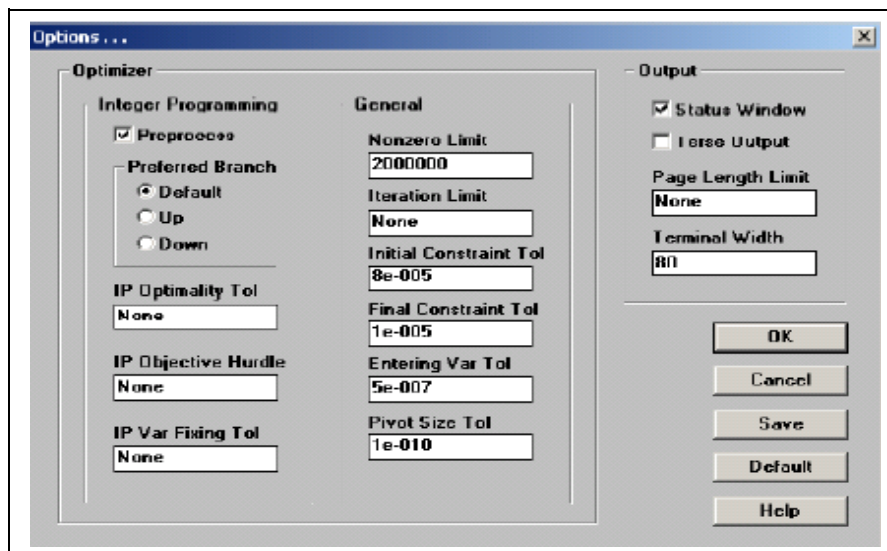 Options...
Optimizer
Integer Programming
Preprocess
Preferred Branch
Default
Up
Down
IP Optimality Tol
None
IP Objective Hurdle
None
IP Var Fixing Tol
None
General
Nonzero Limit
2000000
Iteration Limit
None
Initial Constraint Tol
8e-005
Final Constraint Tol
1e-005
Entering Var Tol
5e-007
Pivot Size Tol
1e-010
Output
Status Window
Terse Output
Page Length Limit
None
Terminal Width
80
OK
Cancel
Save
Default
Help